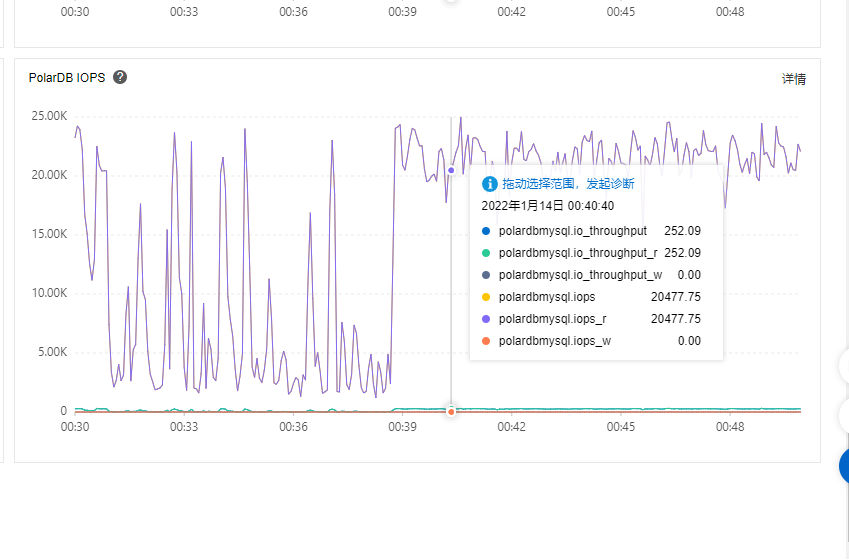 00:30 00:33 00:36 00:39 00:42 00:45 00:48
PolarDB IOPS ? 详情
25.00K
20.00K
15.00K
10.00K
5.00K
0
拖动选择范围，发起诊断
2022年1月14日 00:40:40
polardbmysql.io_throughput 252.09
polardbmysql.io_throughput_r 252.09
polardbmysql.io_throughput_w 0.00
polardbmysql.iops 20477.75
polardbmysql.iops_r 20477.75
polardbmysql.iops_w 0.00
00:30 00:33 00:36 00:39 00:42 00:45 00:48